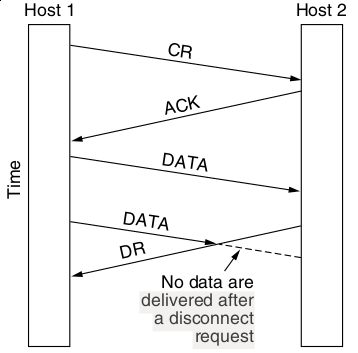 Host 1
Host 2
CR
ACK
DATA
Time
DATA
DR
No data are
delivered after
a disconnect
request